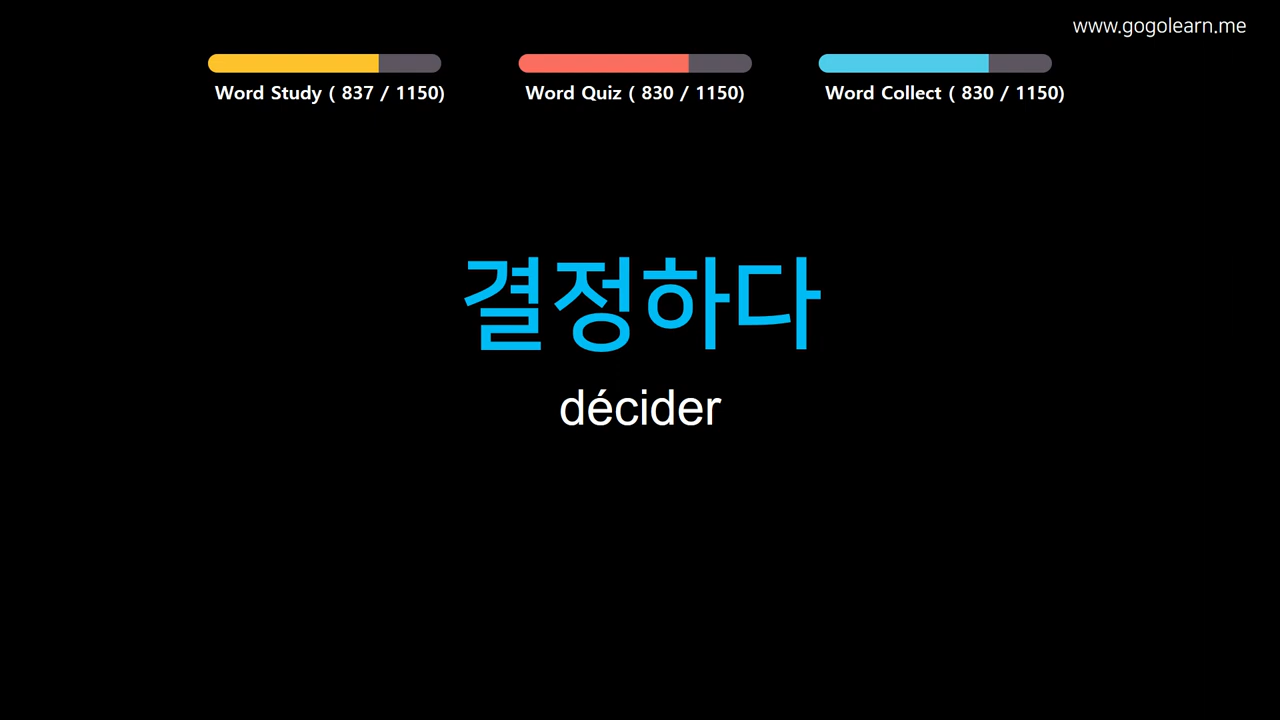 www.gogolearn.me
Word Study ( 837 / 1150)
Word Quiz ( 830 / 1150)
Word Collect ( 830 / 1150)
결정하다
décider